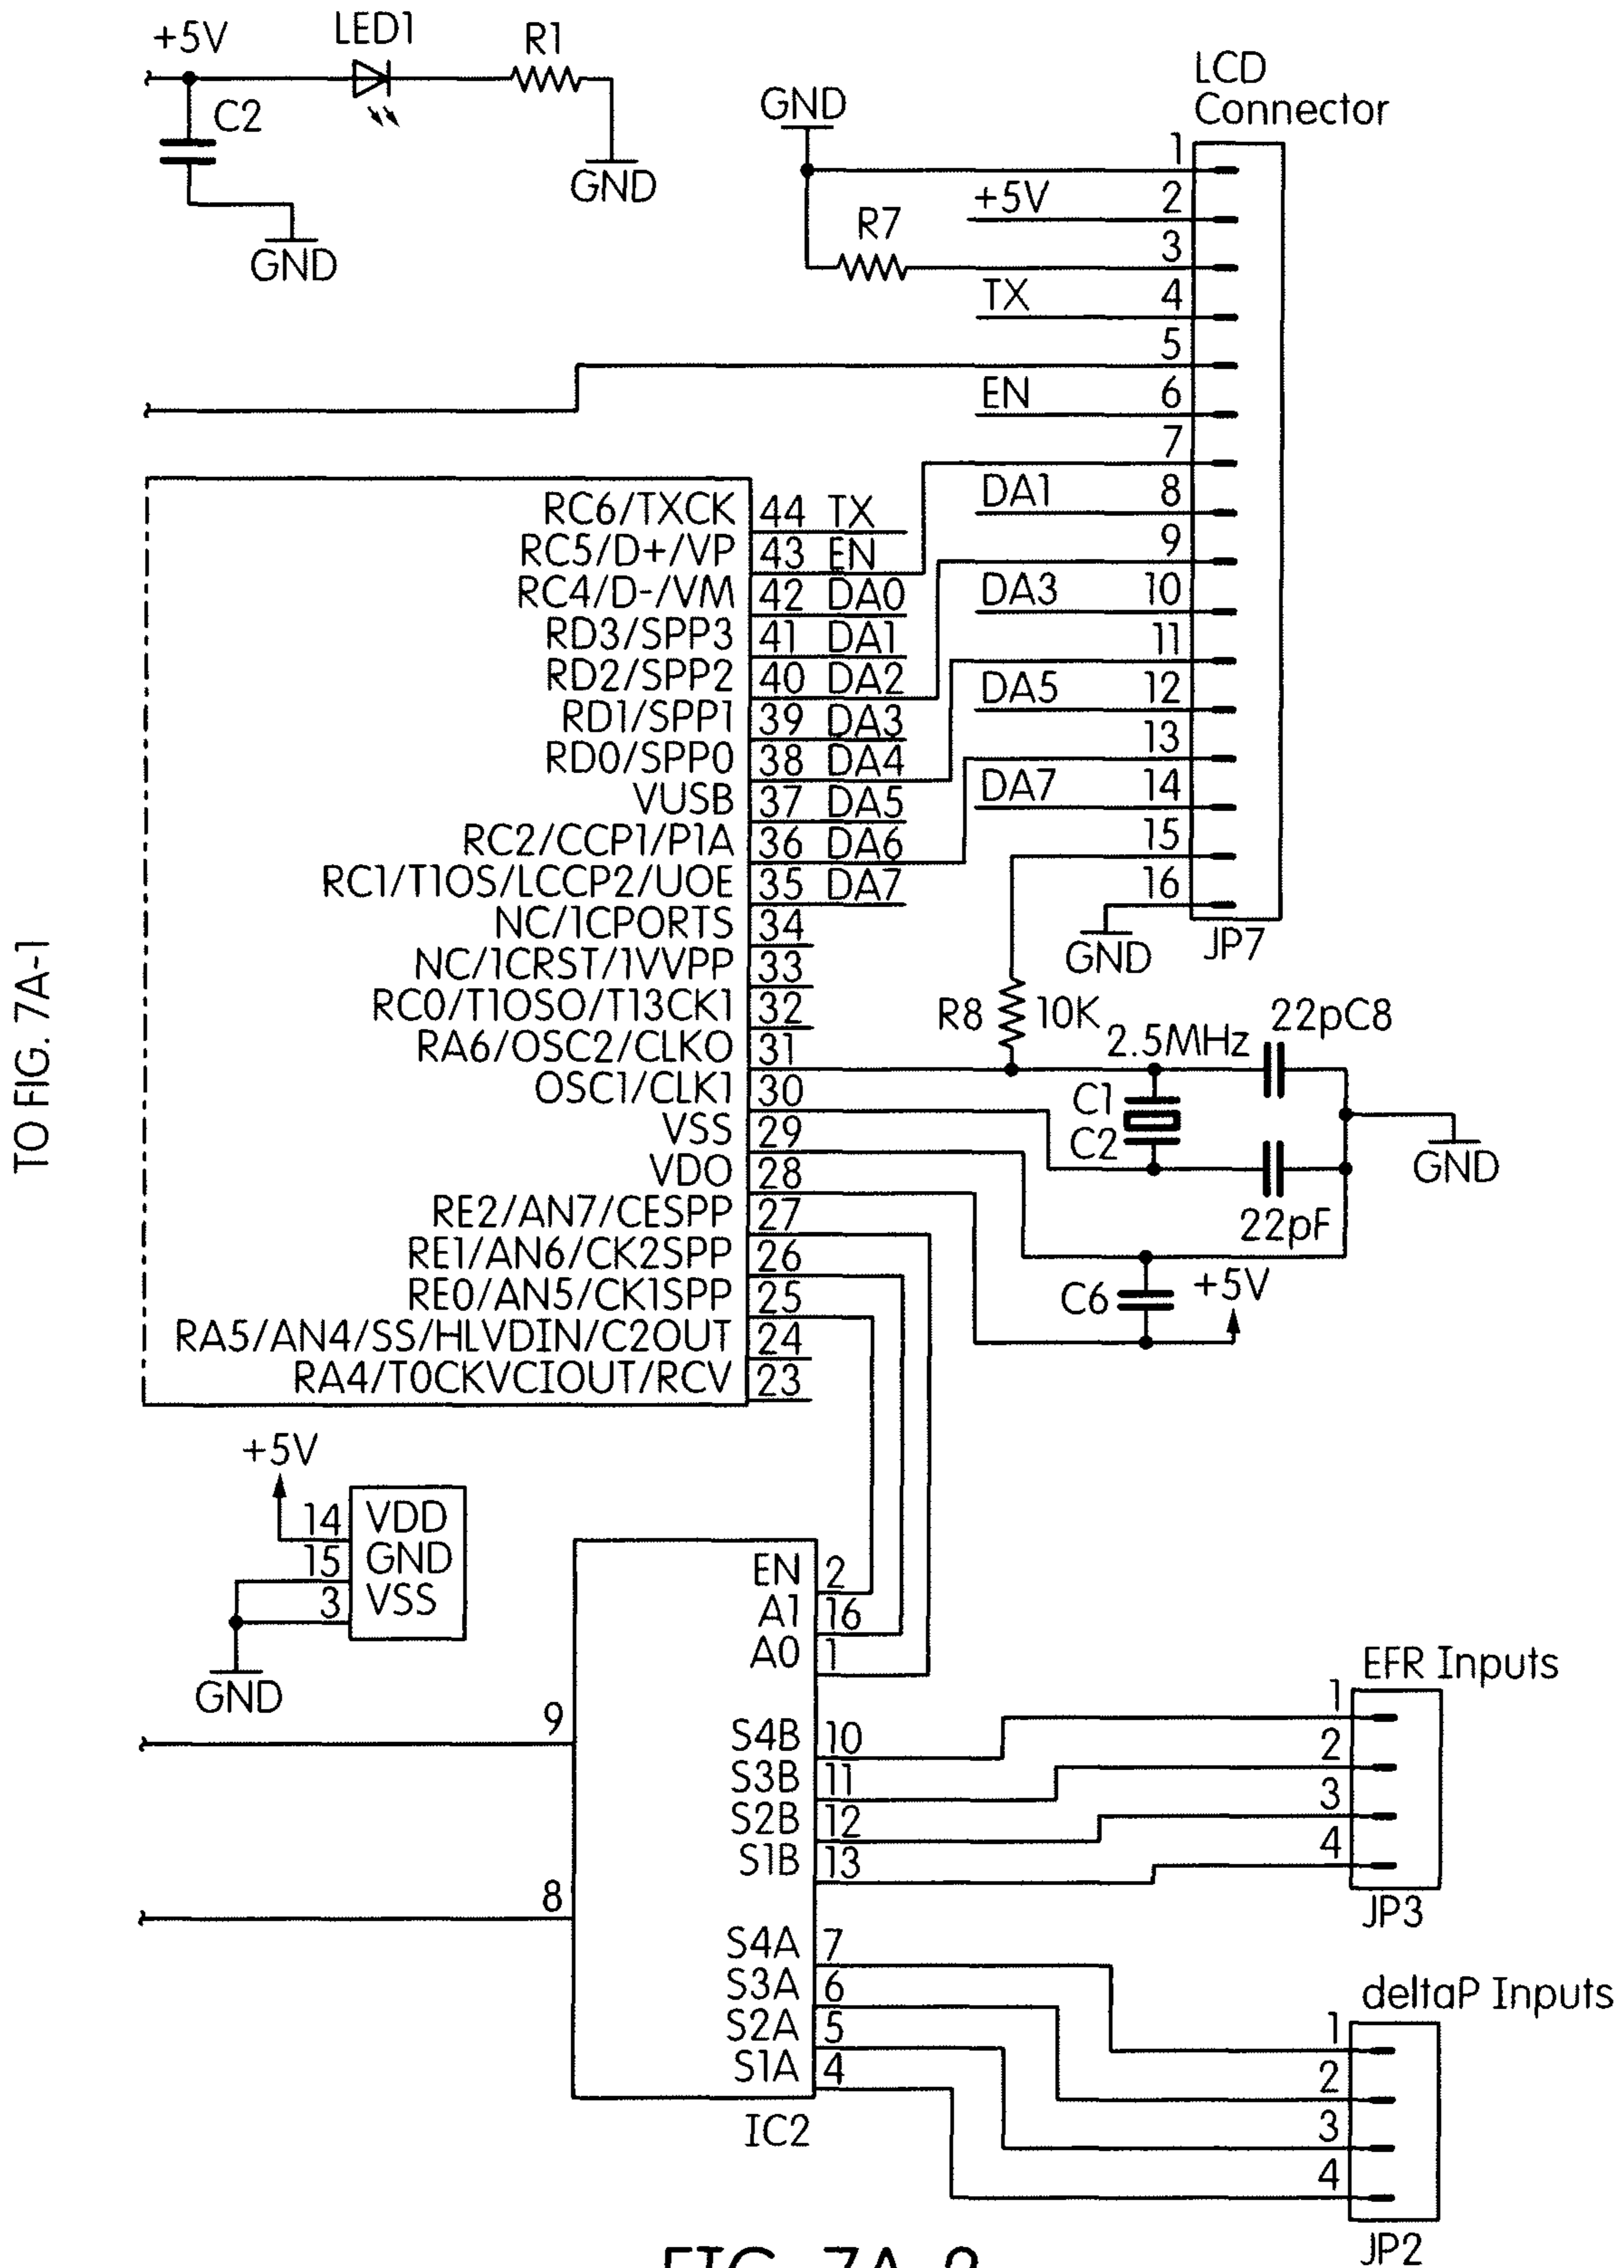 +5V
LED1
R1
C2
GND
GND
LCD
Connector
GND
1
+5V 2
R7 3
TX 4
5
EN 6
7
DA1 8
9
DA3 10
11
DA5 12
13
DA7 14
15
16
GND
JP7
TO FIG. 7A-1
RC6/TXCK 44 TX
RC5/D+/VP 43 EN
RC4/D-/VM 42 DA0
RD3/SPP3 41 DA1
RD2/SPP2 40 DA2
RD1/SPP1 39 DA3
RD0/SPP0 38 DA4
VUSB 37 DA5
RC2/CCP1/P1A 36 DA6
RC1/T1OS/LCCP2/UOE 35 DA7
NC/1CPORTS 34
NC/1CRST/1VVPP 33
RC0/T1OSO/T13CK1 32
RA6/OSC2/CLKO 31
OSC1/CLK1 30
VSS 29
VDO 28
RE2/AN7/CESPP 27
RE1/AN6/CK2SPP 26
RE0/AN5/CK1SPP 25
RA5/AN4/SS/HLVDIN/C2OUT 24
RA4/T0CKVCIOUT/RCV 23
R8 10K
2.5MHz
22pC8
C1
C2
GND
22pF
C6
+5V
+5V
14 VDD
15 GND
3 VSS
GND
EN 2
A1 16
A0 1
9
S4B 10
S3B 11
S2B 12
S1B 13
8
S4A 7
S3A 6
S2A 5
S1A 4
IC2
EFR Inputs
1
2
3
4
JP3
deltaP Inputs
1
2
3
4
JP2